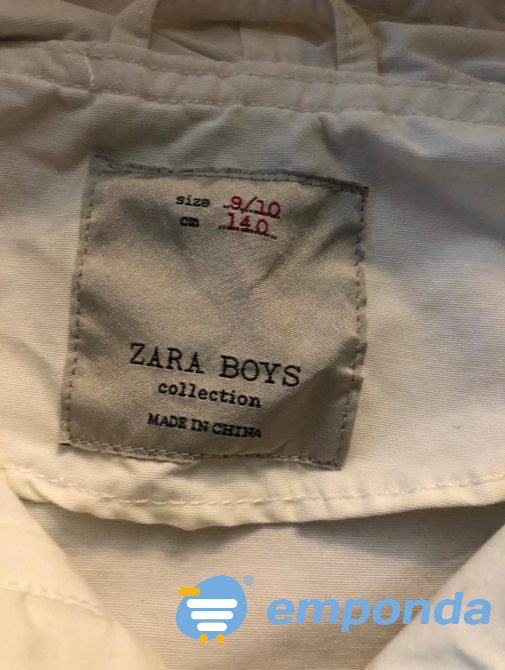 size 9/10
cm 140
ZARA BOYS
collection
MADE IN CHINA
emponda®